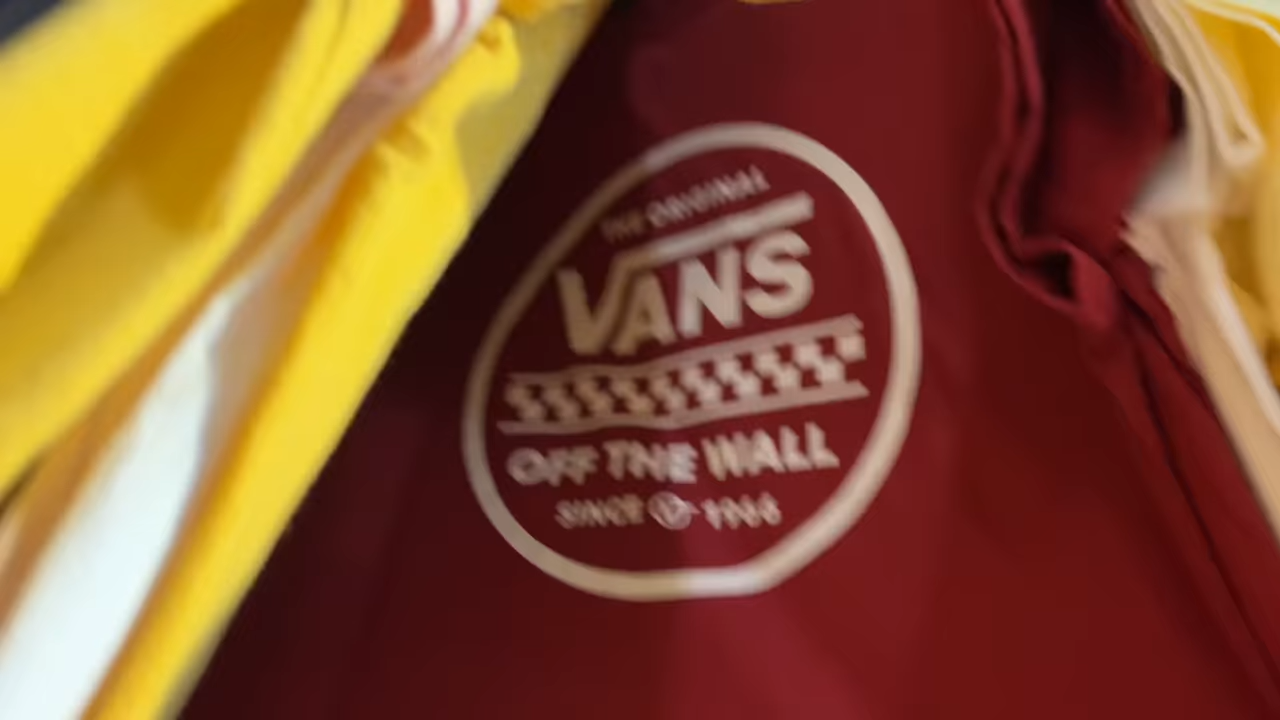 THE ORIGINAL
VANS
OFF THE WALL
SINCE V 1966